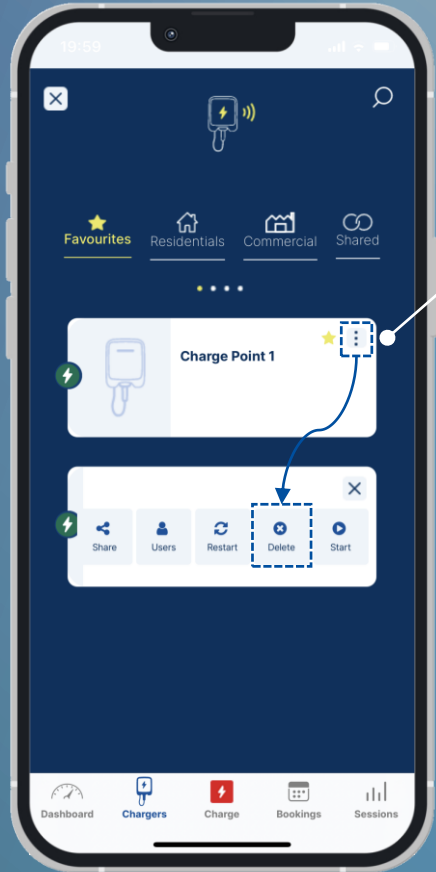 19:59
Favourites
Residentials
Commercial
Shared
Charge Point 1
Share
Users
Restart
Delete
Start
Dashboard
Chargers
Charge
Bookings
Sessions